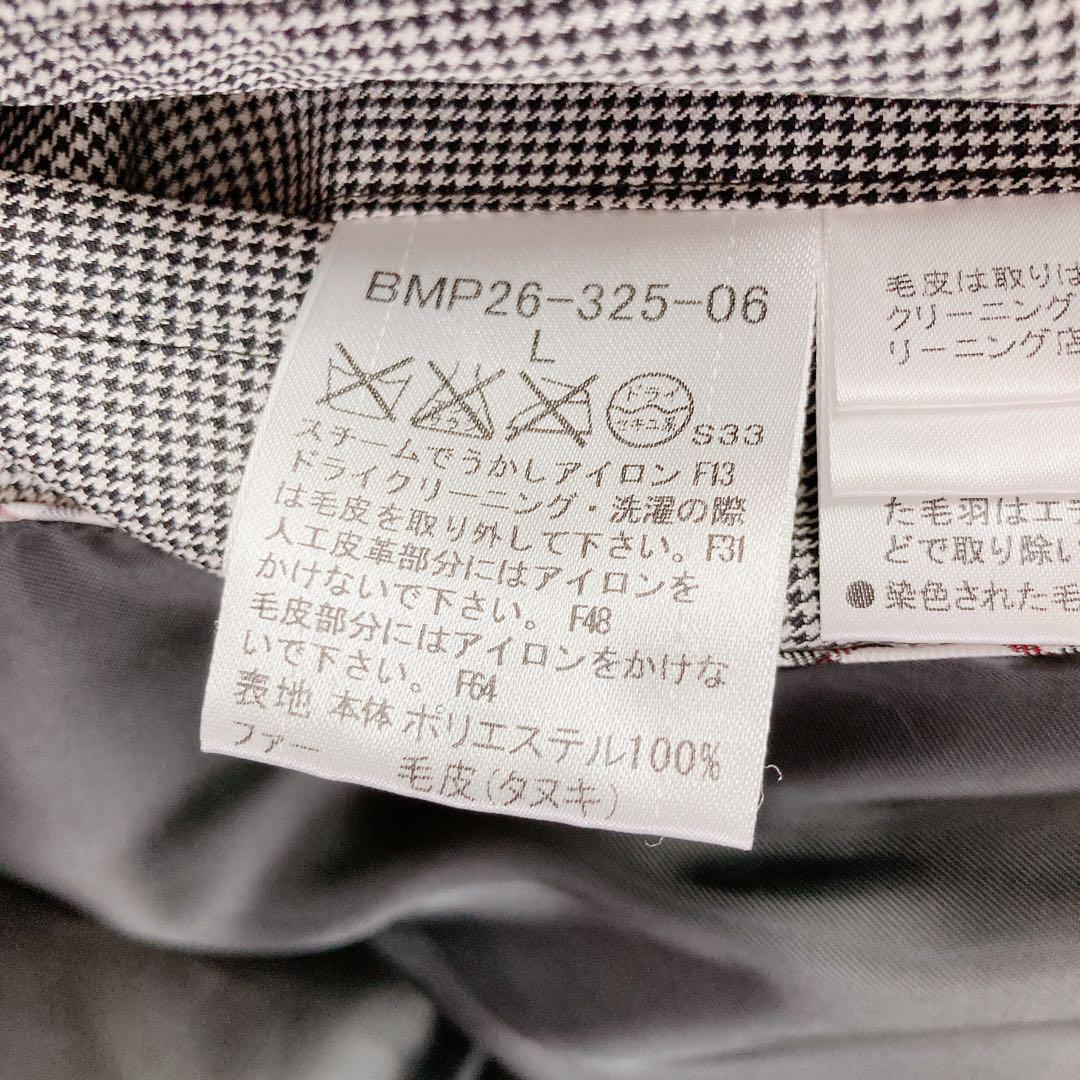 BMP26-325-06
L
ドライ
セキユ系
S33
スチームでうかしアイロン F13
ドライクリーニング・洗濯の際
は毛皮を取り外して下さい。 F31
人工皮革部分にはアイロンを
かけないで下さい。 F48
毛皮部分にはアイロンをかけな
いで下さい。 F64
表地 本体 ポリエステル100%
ファー
毛皮(タヌキ)
毛皮は取りは
クリーニング
リーニング店
た毛羽はエ
どで取り除い
●染色された毛